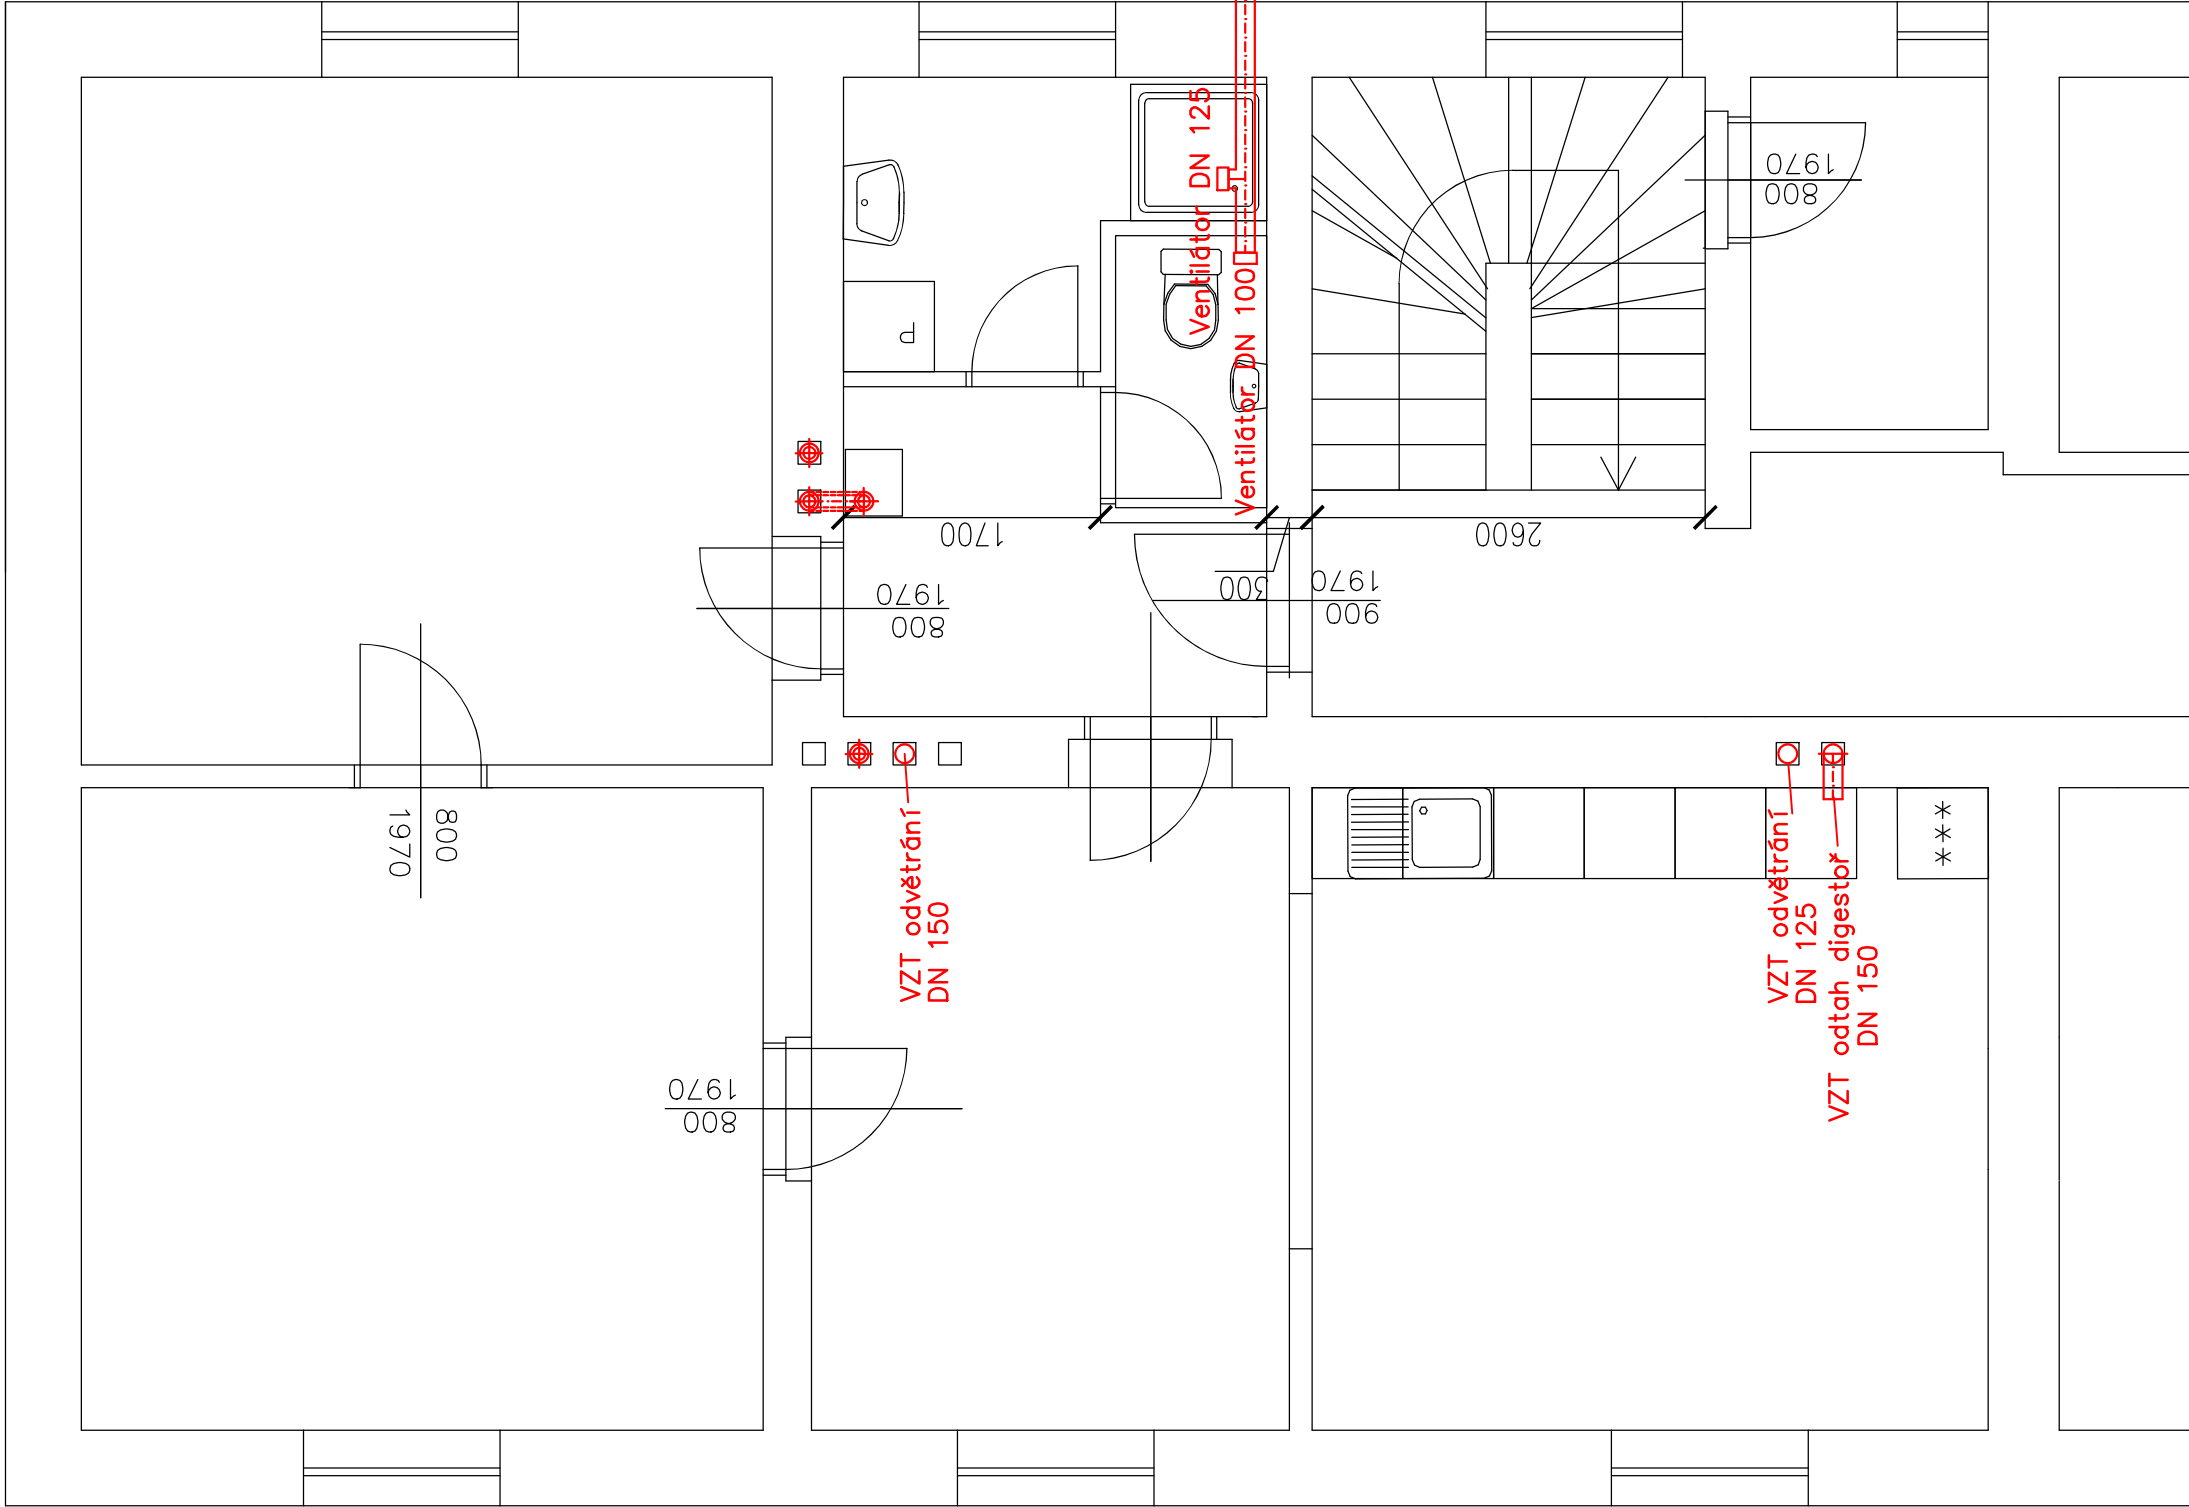 Ventilátor DN 125
Ventilátor DN 100
1970
800
P
1700
2600
300
1970
800
1970
900
800
1970
VZT odvětrání
DN 150
VZT odvětrání
DN 125
VZT odtah digestoř
DN 150
***
1970
800